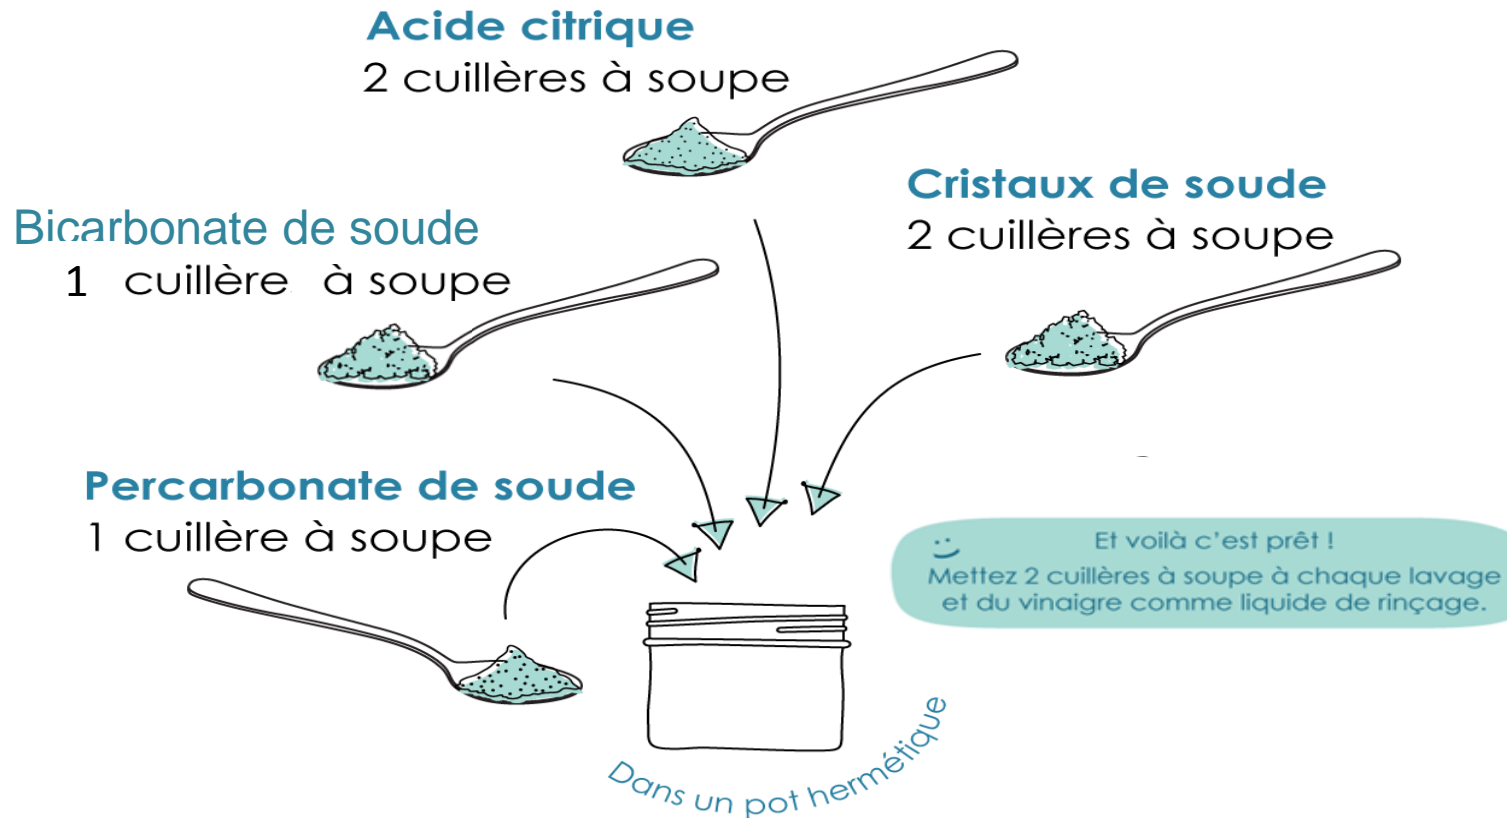 Acide citrique
2 cuillères à soupe
Cristaux de soude
2 cuillères à soupe
Bicarbonate de soude
1 cuillère à soupe
Percarbonate de soude
1 cuillère à soupe
Et voilà c'est prêt !
Mettez 2 cuillères à soupe à chaque lavage
et du vinaigre comme liquide de rinçage.
Dans un pot hermétique